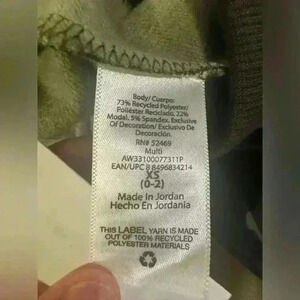 Body/ Cuerpo:
73% Recycled Polyester/
Poliéster Reciclado, 22%
Modal, 5% Spandex. Exclusive
Of Decoration/ Exclusivo De
Decoración.
RN# 52469
Multi
AW33100077311P
EAN/UPC 8 8496834214
XS
(0-2)
Made In Jordan
Hecho En Jordania
THIS LABEL YARN IS MADE
OUT OF 100% RECYCLED
POLYESTER MATERIALS